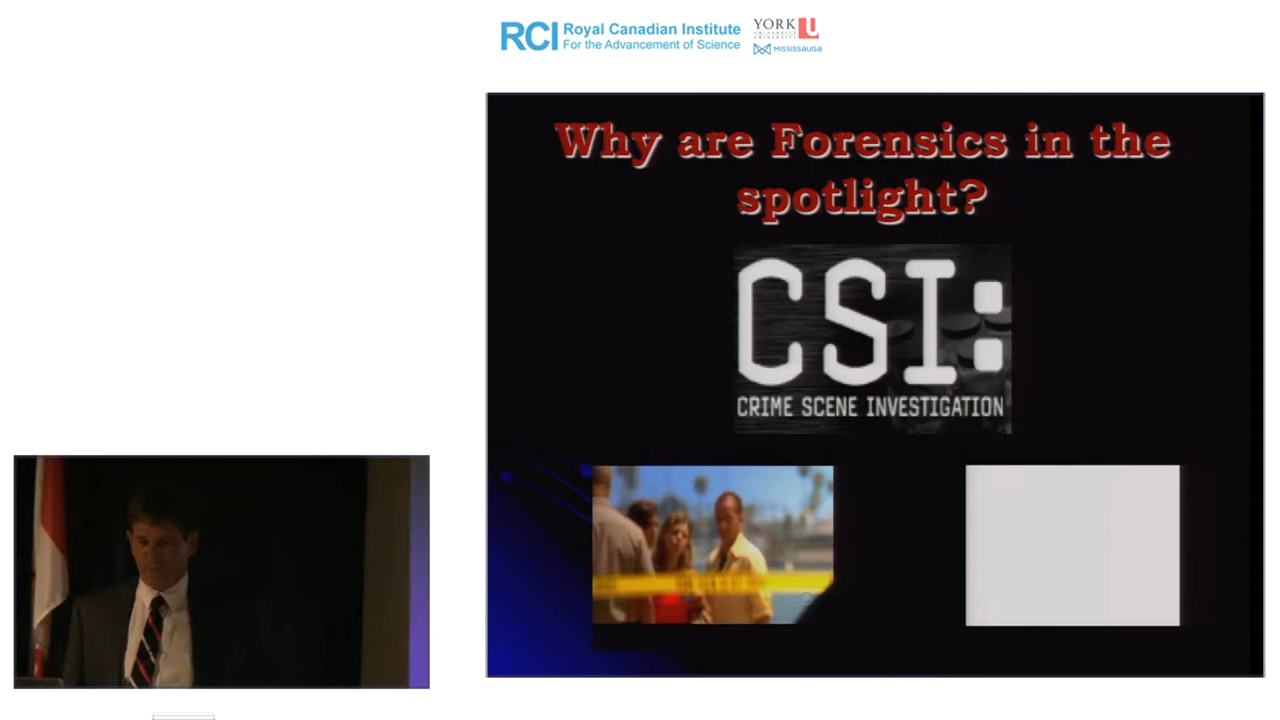 RCI Royal Canadian Institute
For the Advancement of Science
YORK U
MISSISSAUGA
Why are Forensics in the
spotlight?
CSI:
CRIME SCENE INVESTIGATION